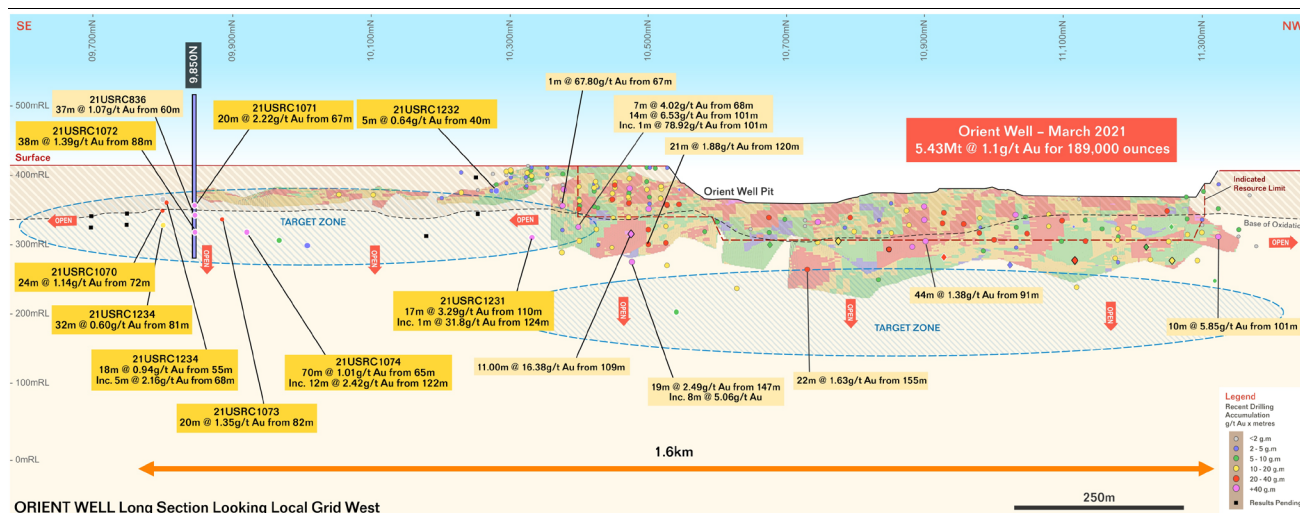 SE
NW
09,700mN
09,900mN
10,100mN
10,300mN
10,500mN
10,700mN
10,900mN
11,100mN
11,300mN
9,850N
500mRL
400mRL
300mRL
200mRL
100mRL
0mRL
21USRC836
37m @ 1.07g/t Au from 60m
21USRC1072
38m @ 1.39g/t Au from 88m
21USRC1071
20m @ 2.22g/t Au from 67m
21USRC1232
5m @ 0.64g/t Au from 40m
1m @ 67.80g/t Au from 67m
7m @ 4.02g/t Au from 68m
14m @ 6.53g/t Au from 101m
Inc. 1m @ 78.92g/t Au from 101m
21m @ 1.88g/t Au from 120m
Orient Well – March 2021
5.43Mt @ 1.1g/t Au for 189,000 ounces
Surface
Orient Well Pit
Indicated
Resource Limit
Base of Oxidatio
OPEN
TARGET ZONE
OPEN
OPEN
OPEN
OPEN
21USRC1070
24m @ 1.14g/t Au from 72m
21USRC1234
32m @ 0.60g/t Au from 81m
21USRC1234
18m @ 0.94g/t Au from 55m
Inc. 5m @ 2.16g/t Au from 68m
21USRC1073
20m @ 1.35g/t Au from 82m
21USRC1074
70m @ 1.01g/t Au from 65m
Inc. 12m @ 2.42g/t Au from 122m
21USRC1231
17m @ 3.29g/t Au from 110m
Inc. 1m @ 31.8g/t Au from 124m
11.00m @ 16.38g/t Au from 109m
OPEN
19m @ 2.49g/t Au from 147m
Inc. 8m @ 5.06g/t Au
22m @ 1.63g/t Au from 155m
44m @ 1.38g/t Au from 91m
OPEN
TARGET ZONE
OPEN
10m @ 5.85g/t Au from 101m
1.6km
250m
Legend
Recent Drilling
Accumulation
g/t Au x metres
<2 g.m
2 - 5 g.m
5 - 10 g.m
10 - 20 g.m
20 - 40 g.m
+40 g.m
Results Pending
ORIENT WELL Long Section Looking Local Grid West